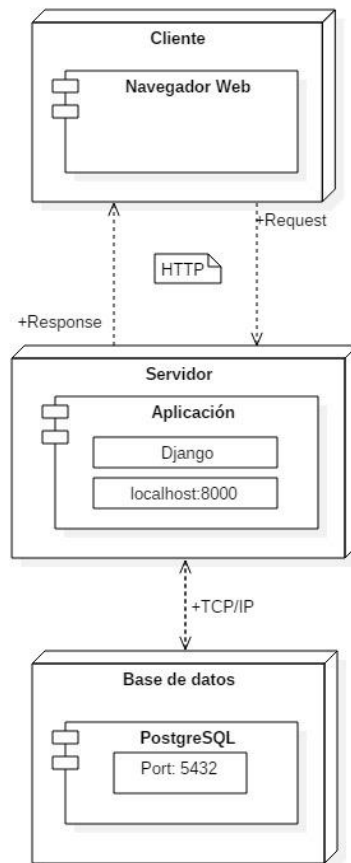 Cliente
Navegador Web
+Request
HTTP
+Response
Servidor
Aplicación
Django
localhost:8000
+TCP/IP
Base de datos
PostgreSQL
Port: 5432